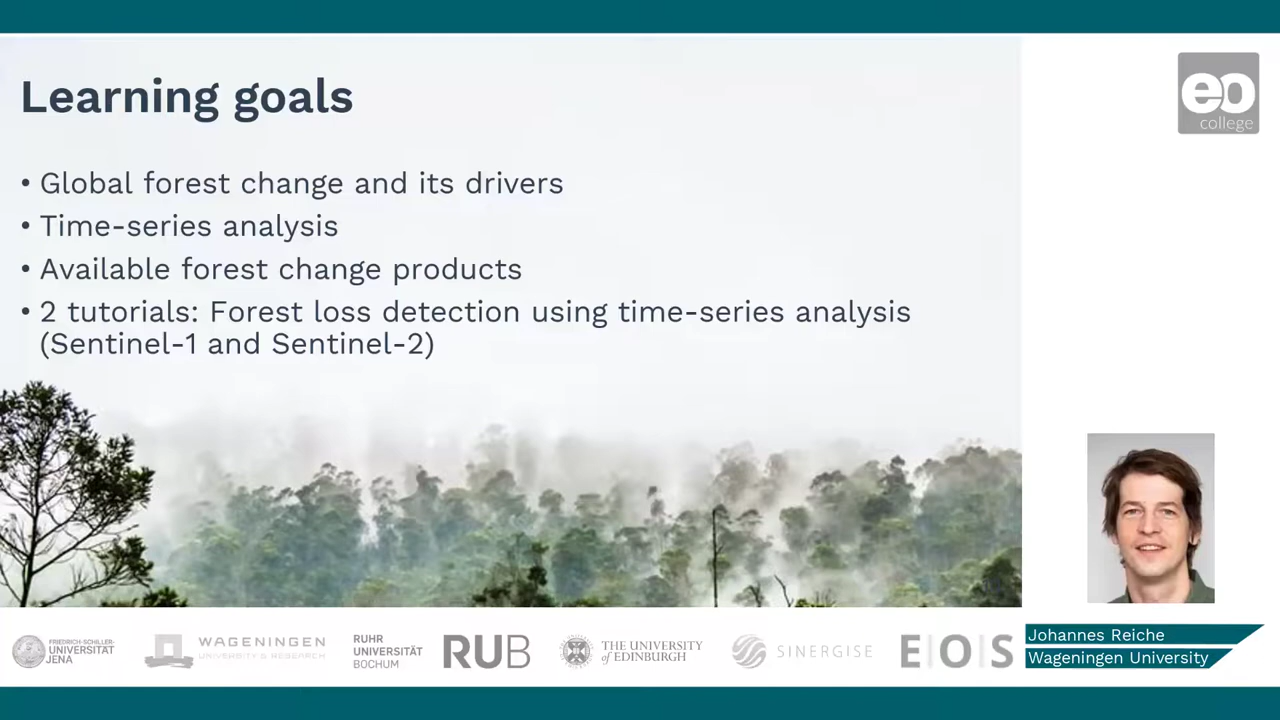 Learning goals
eo
college
• Global forest change and its drivers
• Time-series analysis
• Available forest change products
• 2 tutorials: Forest loss detection using time-series analysis
(Sentinel-1 and Sentinel-2)
FRIEDRICH-SCHILLER-
UNIVERSITÄT
JENA
WAGENINGEN
UNIVERSITY & RESEARCH
RUHR
UNIVERSITÄT
BOCHUM
RUB
THE UNIVERSITY
of EDINBURGH
SINERGISE
E|O|S
Johannes Reiche
Wageningen University